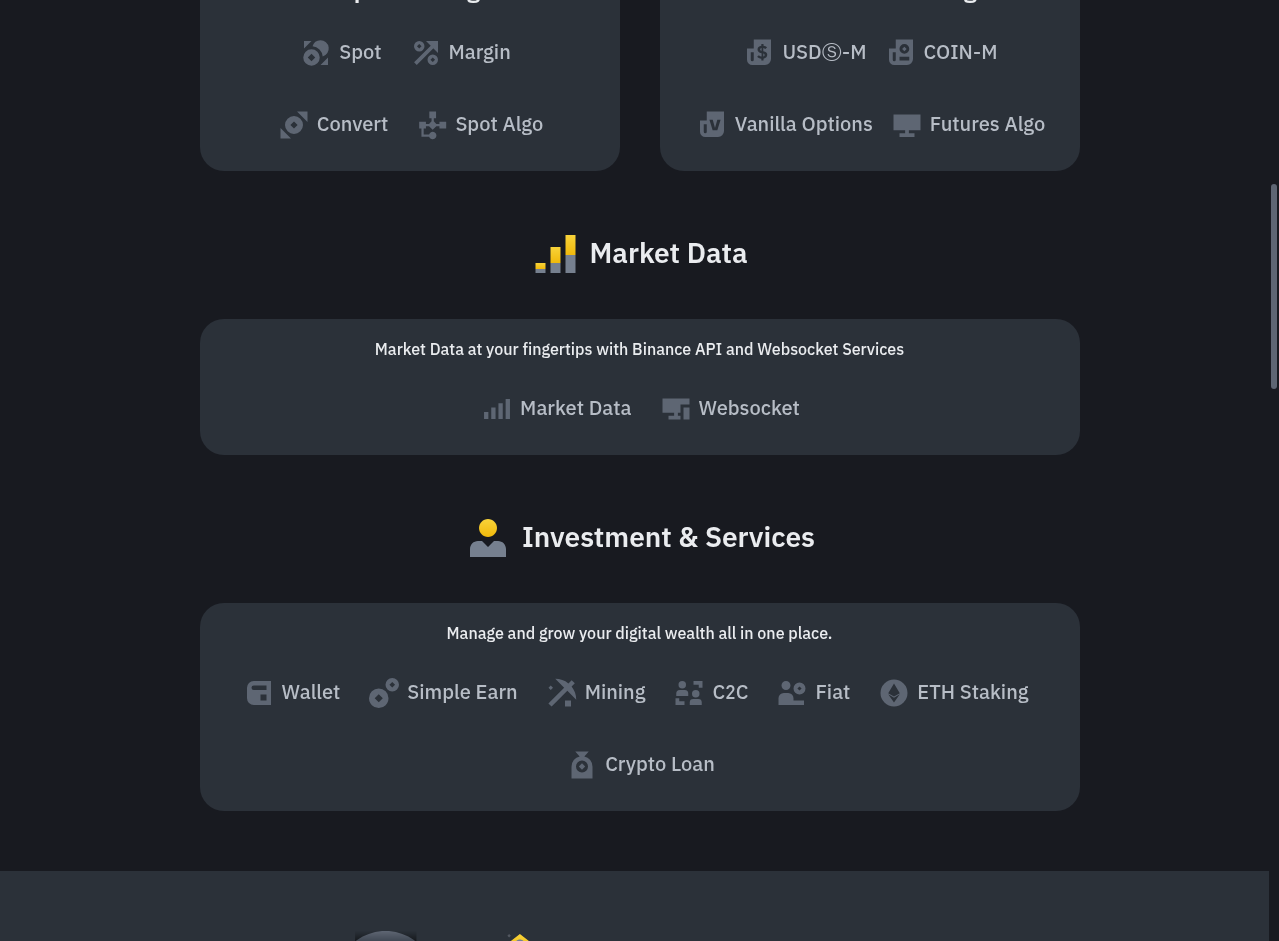 Spot Margin
Convert Spot Algo
USDⓈ-M COIN-M
Vanilla Options Futures Algo
Market Data
Market Data at your fingertips with Binance API and Websocket Services
Market Data Websocket
Investment & Services
Manage and grow your digital wealth all in one place.
Wallet Simple Earn Mining C2C Fiat ETH Staking
Crypto Loan